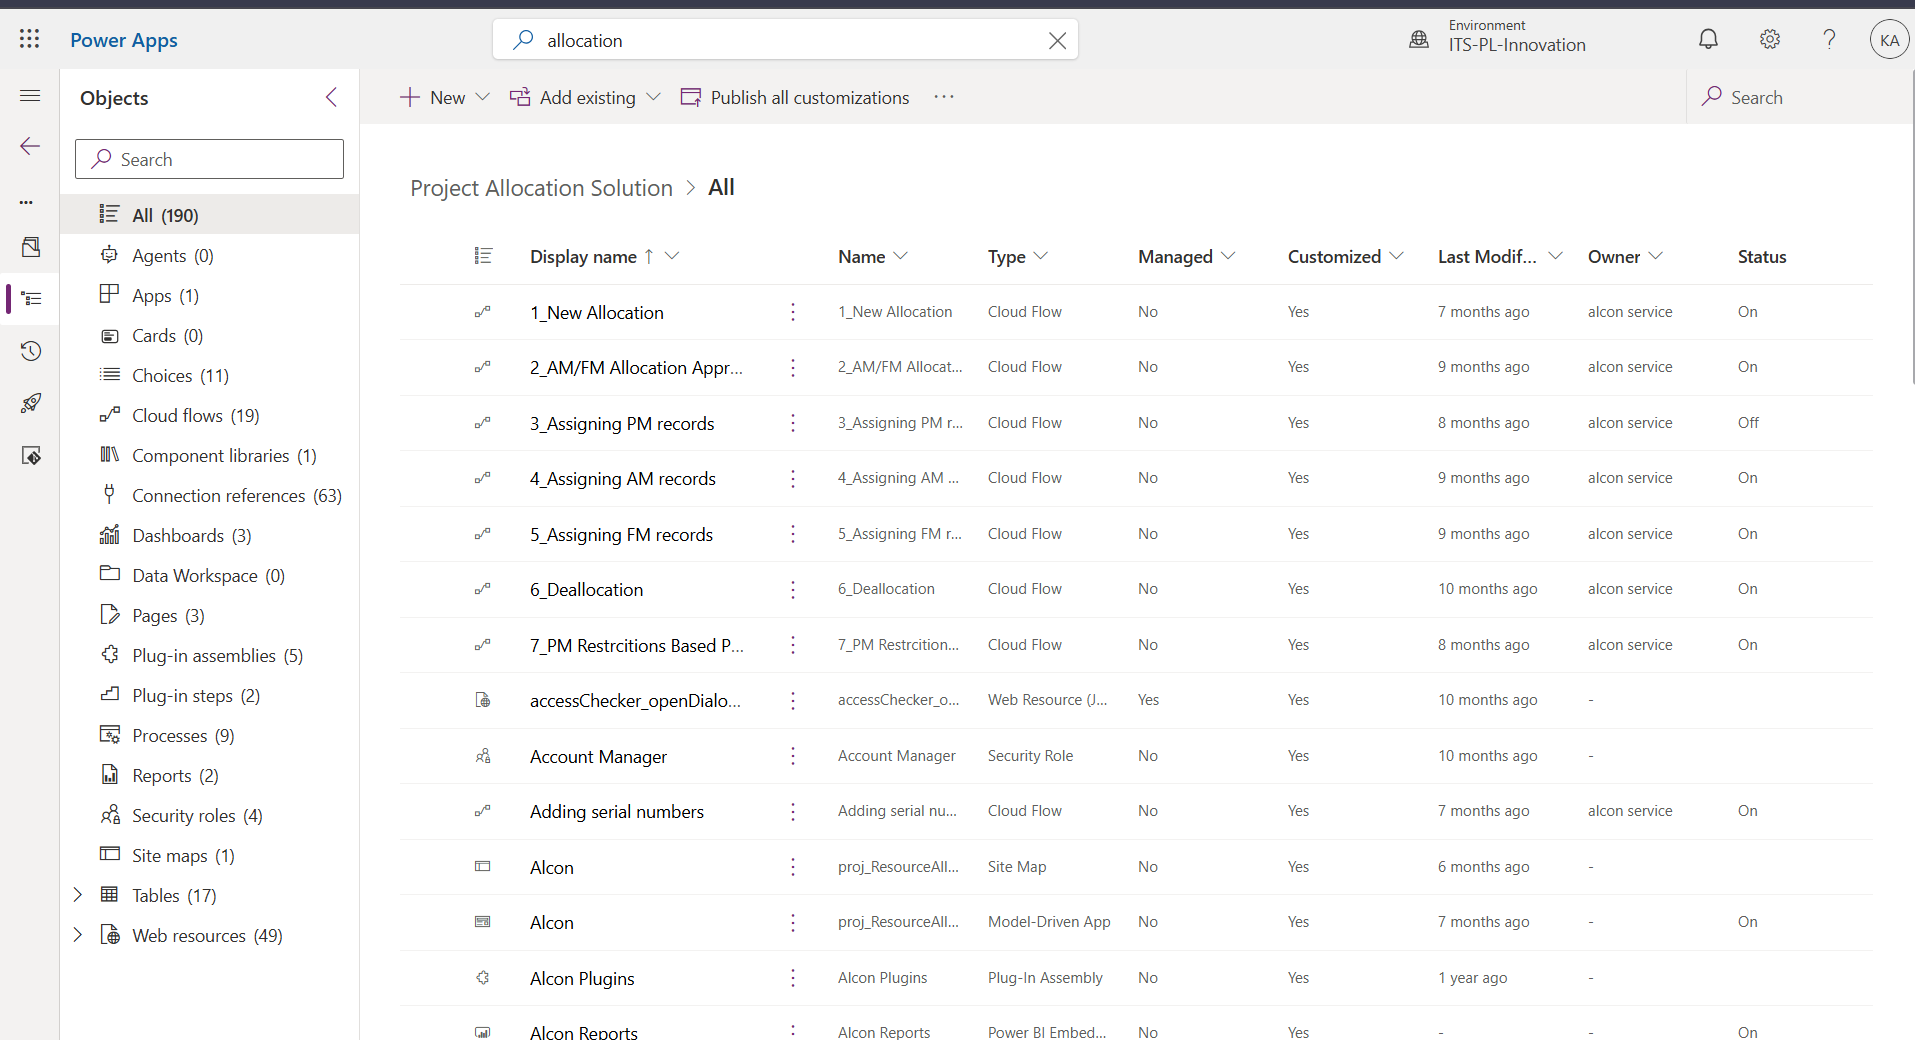 Power Apps
allocation
Environment
ITS-PL-Innovation
KA
Objects
New
Add existing
Publish all customizations
Search
Search
Project Allocation Solution > All
All (190)
Agents (0)
Apps (1)
Cards (0)
Choices (11)
Cloud flows (19)
Component libraries (1)
Connection references (63)
Dashboards (3)
Data Workspace (0)
Pages (3)
Plug-in assemblies (5)
Plug-in steps (2)
Processes (9)
Reports (2)
Security roles (4)
Site maps (1)
Tables (17)
Web resources (49)
Display name ↑ Name Type Managed Customized Last Modif... Owner Status
1_New Allocation 1_New Allocation Cloud Flow No Yes 7 months ago alcon service On
2_AM/FM Allocation Appr... 2_AM/FM Allocat... Cloud Flow No Yes 9 months ago alcon service On
3_Assigning PM records 3_Assigning PM r... Cloud Flow No Yes 8 months ago alcon service Off
4_Assigning AM records 4_Assigning AM ... Cloud Flow No Yes 9 months ago alcon service On
5_Assigning FM records 5_Assigning FM r... Cloud Flow No Yes 9 months ago alcon service On
6_Deallocation 6_Deallocation Cloud Flow No Yes 10 months ago alcon service On
7_PM Restrcitions Based P... 7_PM Restrcition... Cloud Flow No Yes 8 months ago alcon service On
accessChecker_openDialo... accessChecker_o... Web Resource (J... Yes Yes 10 months ago -
Account Manager Account Manager Security Role No Yes 10 months ago -
Adding serial numbers Adding serial nu... Cloud Flow No Yes 7 months ago alcon service On
Alcon proj_ResourceAll... Site Map No Yes 6 months ago -
Alcon proj_ResourceAll... Model-Driven App No Yes 7 months ago - On
Alcon Plugins Alcon Plugins Plug-In Assembly No Yes 1 year ago -
Alcon Reports Alcon Reports Power BI Embed... No Yes - - On